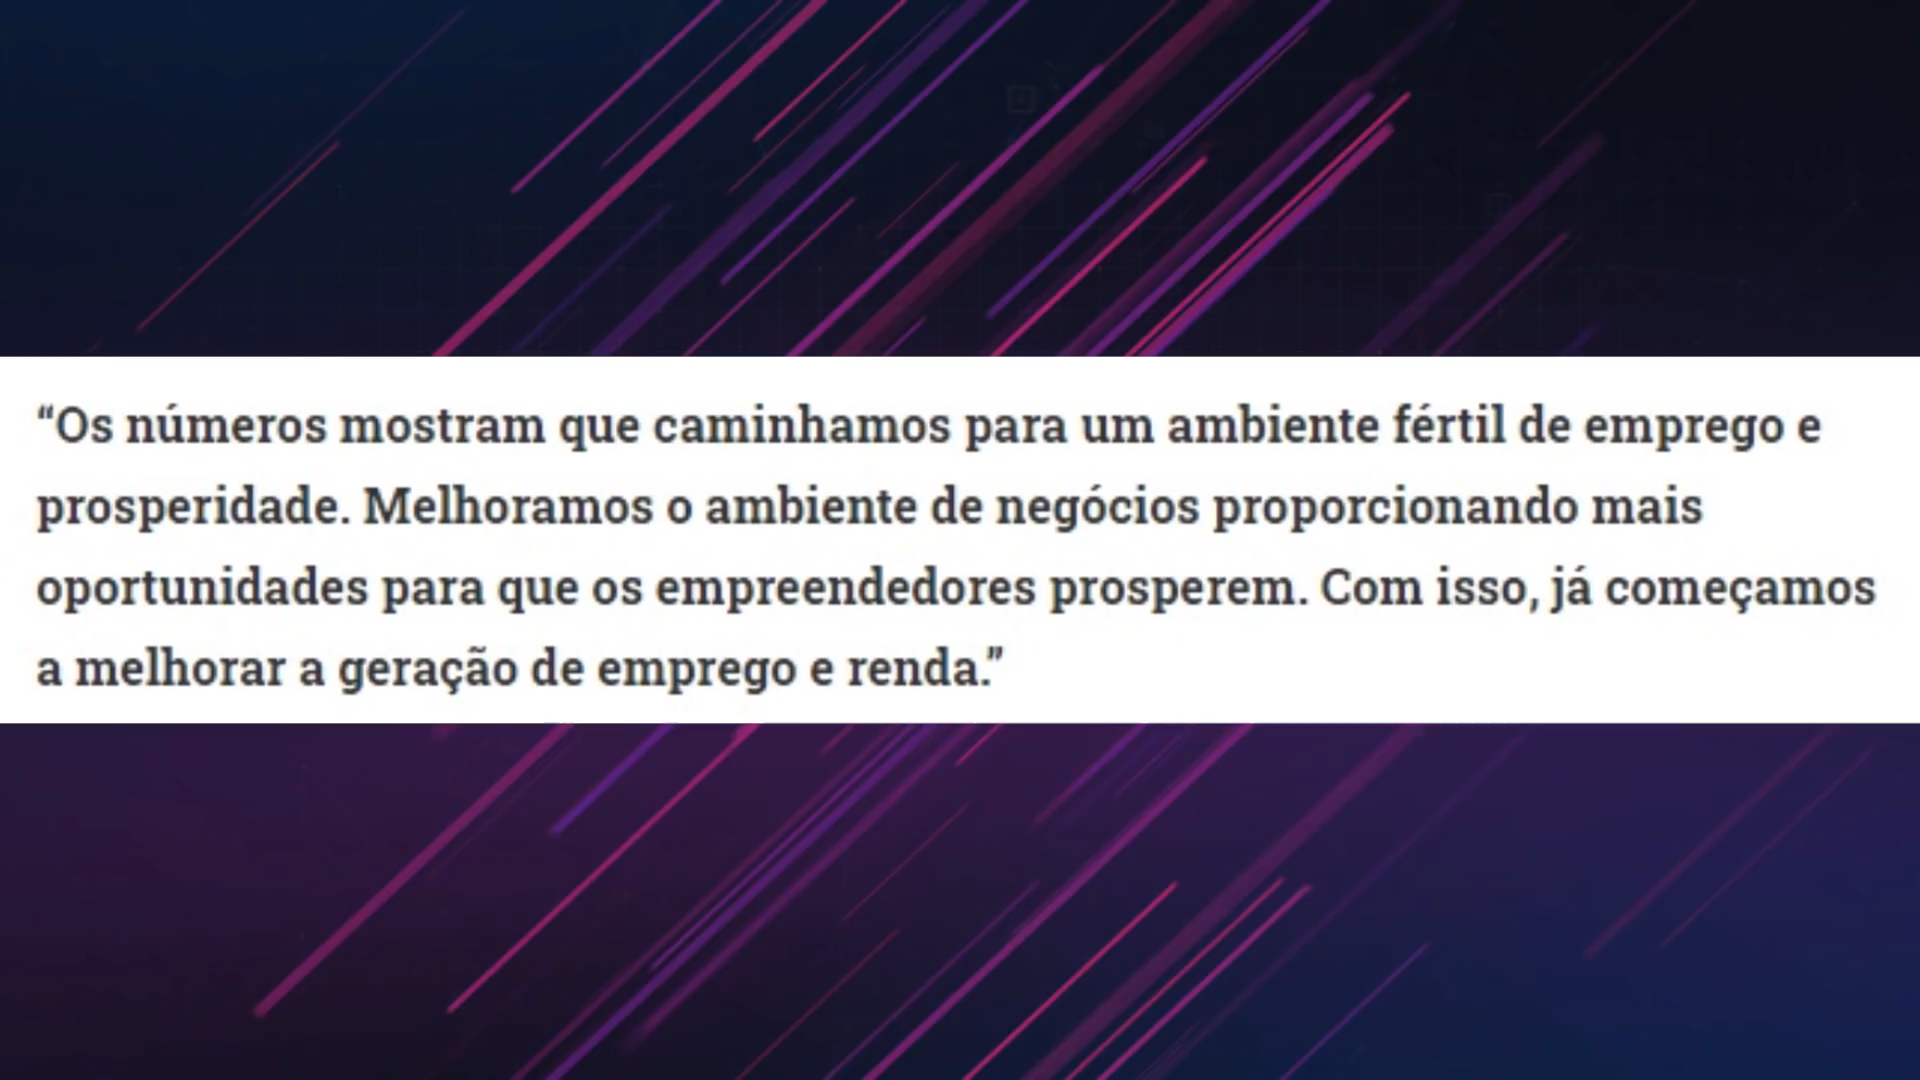 “Os números mostram que caminhamos para um ambiente fértil de emprego e
prosperidade. Melhoramos o ambiente de negócios proporcionando mais
oportunidades para que os empreendedores prosperem. Com isso, já começamos
a melhorar a geração de emprego e renda.”